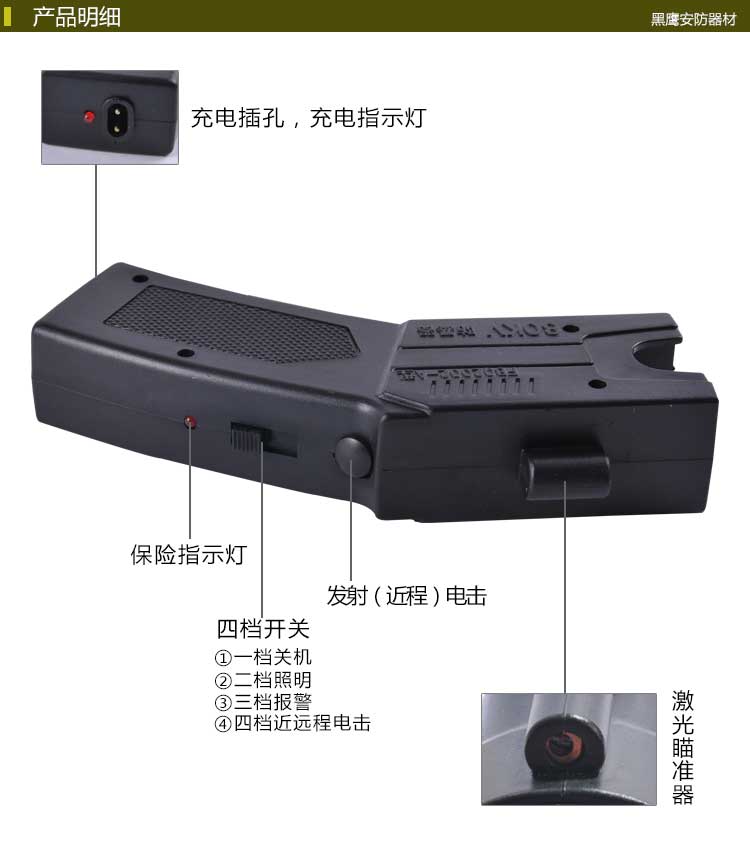 产品明细
黑鹰安防器材
充电插孔，充电指示灯
80KV.
保险指示灯
发射（近程）电击
四档开关
①一档关机
②二档照明
③三档报警
④四档近远程电击
激光瞄准器